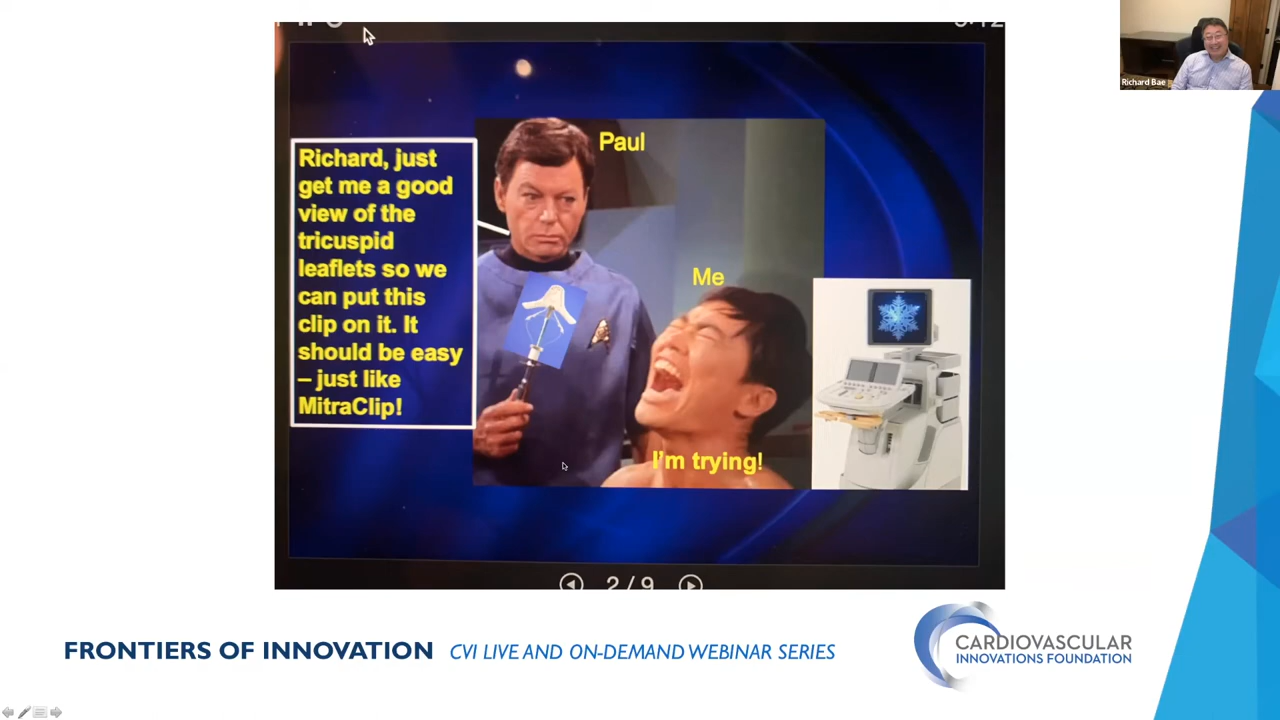 Richard Bae
Paul
Richard, just
get me a good
view of the
tricuspid
leaflets so we
can put this
clip on it. It
should be easy
– just like
MitraClip!
Me
I'm trying!
2/9
FRONTIERS OF INNOVATION CVI LIVE AND ON-DEMAND WEBINAR SERIES
CARDIOVASCULAR
INNOVATIONS FOUNDATION